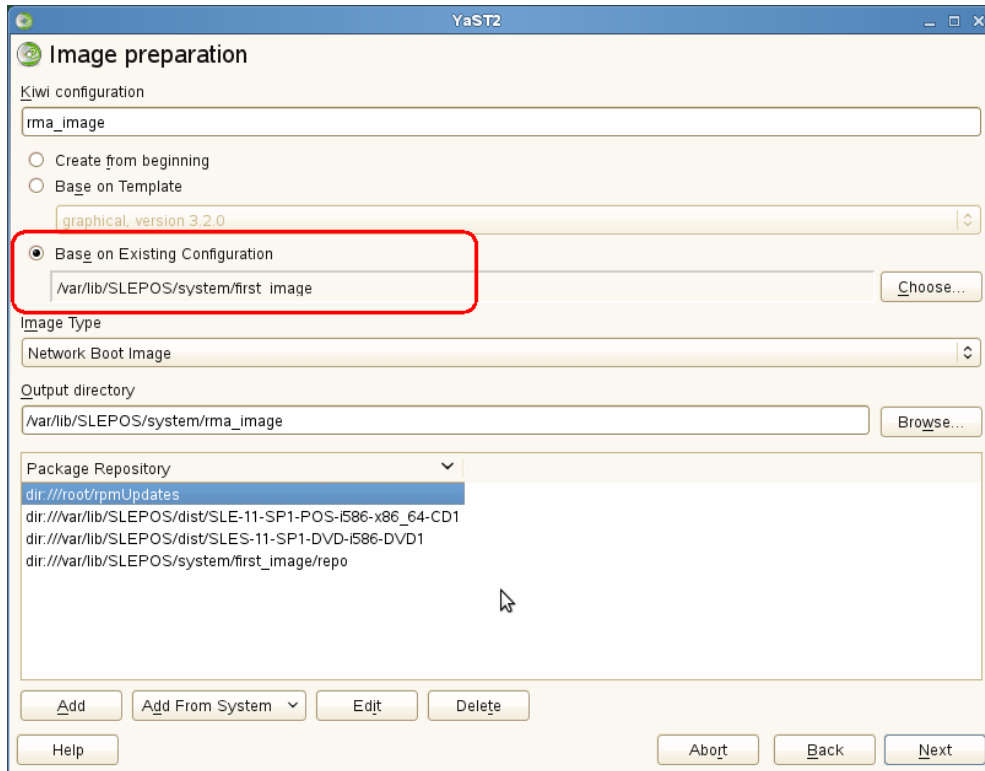 YaST2
Image preparation
Kiwi configuration
rma_image
Create from beginning
Base on Template
graphical, version 3.2.0
Base on Existing Configuration
/var/lib/SLEPOS/system/first_image
Choose...
Image Type
Network Boot Image
Output directory
/var/lib/SLEPOS/system/rma_image
Browse...
Package Repository
dir:///root/rpmUpdates
dir:///var/lib/SLEPOS/dist/SLE-11-SP1-POS-i586-x86_64-CD1
dir:///var/lib/SLEPOS/dist/SLES-11-SP1-DVD-i586-DVD1
dir:///var/lib/SLEPOS/system/first_image/repo
Add
Add From System
Edit
Delete
Help
Abort
Back
Next